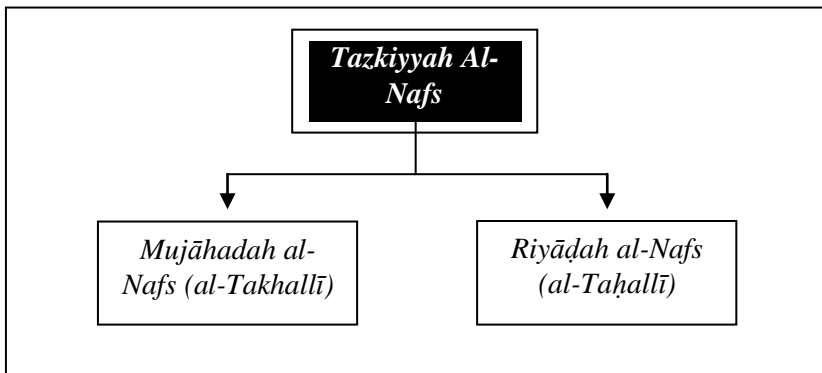 Tazkiyyah Al-
Nafs
Mujāhadah al-
Nafs (al-Takhallī)
Riyāḍah al-Nafs
(al-Taḥallī)